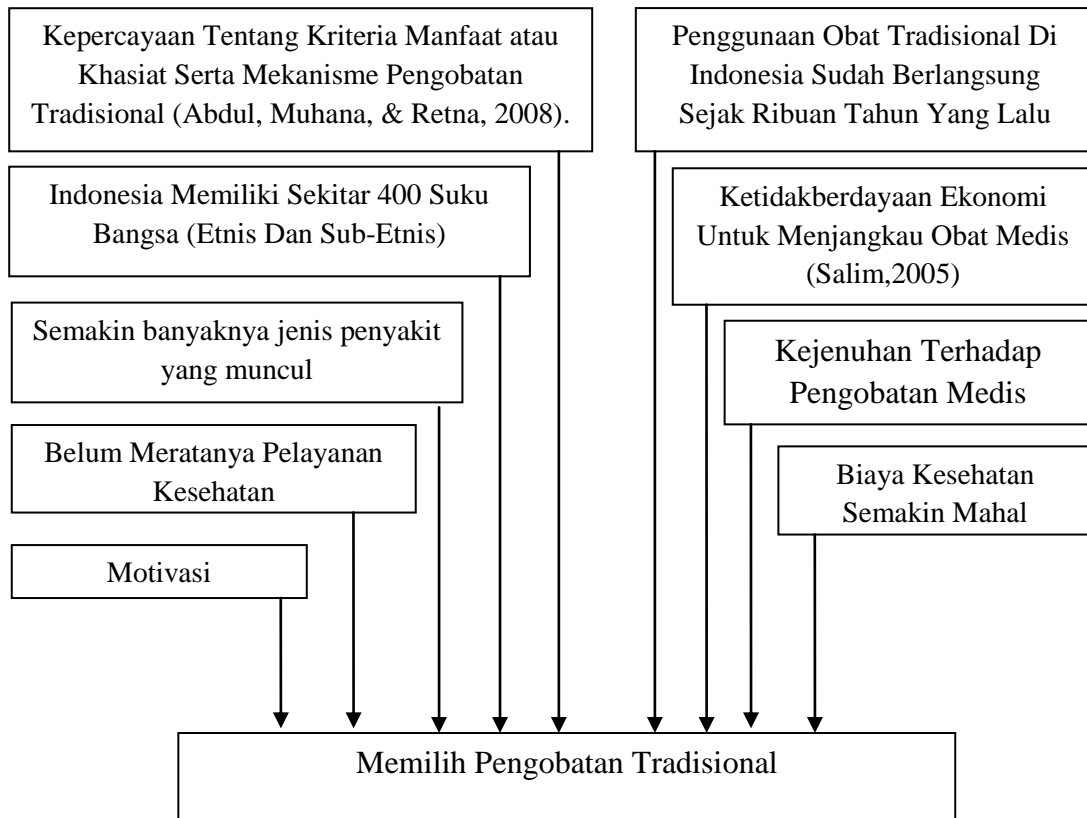 Kepercayaan Tentang Kriteria Manfaat atau
Khasiat Serta Mekanisme Pengobatan
Tradisional (Abdul, Muhana, & Retna, 2008).
Indonesia Memiliki Sekitar 400 Suku
Bangsa (Etnis Dan Sub-Etnis)
Semakin banyaknya jenis penyakit
yang muncul
Belum Meratanya Pelayanan
Kesehatan
Motivasi
Penggunaan Obat Tradisional Di
Indonesia Sudah Berlangsung
Sejak Ribuan Tahun Yang Lalu
Ketidakberdayaan Ekonomi
Untuk Menjangkau Obat Medis
(Salim,2005)
Kejenuhan Terhadap
Pengobatan Medis
Biaya Kesehatan
Semakin Mahal
Memilih Pengobatan Tradisional